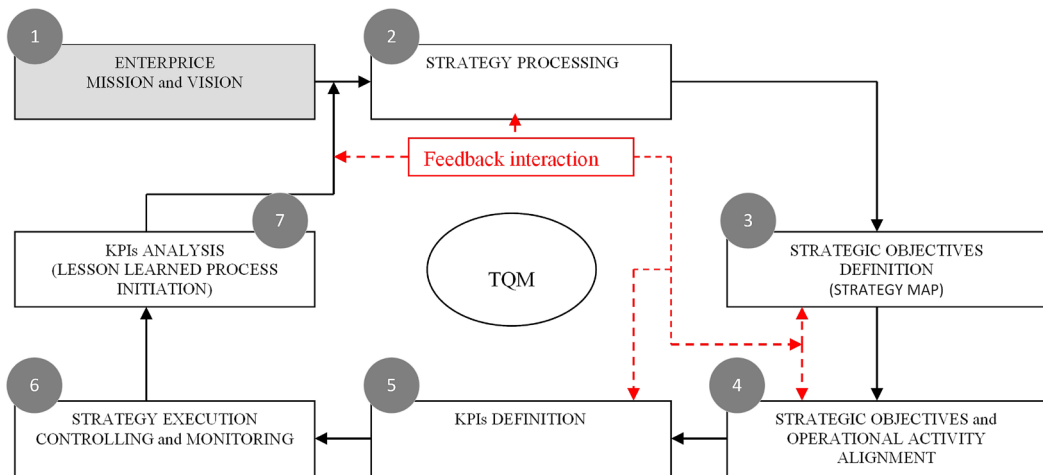 1
ENTERPRICE
MISSION and VISION
2
STRATEGY PROCESSING
Feedback interaction
3
STRATEGIC OBJECTIVES
DEFINITION
(STRATEGY MAP)
7
KPIs ANALYSIS
(LESSON LEARNED PROCESS
INITIATION)
TQM
6
STRATEGY EXECUTION
CONTROLLING and MONITORING
5
KPIs DEFINITION
4
STRATEGIC OBJECTIVES and
OPERATIONAL ACTIVITY
ALIGNMENT